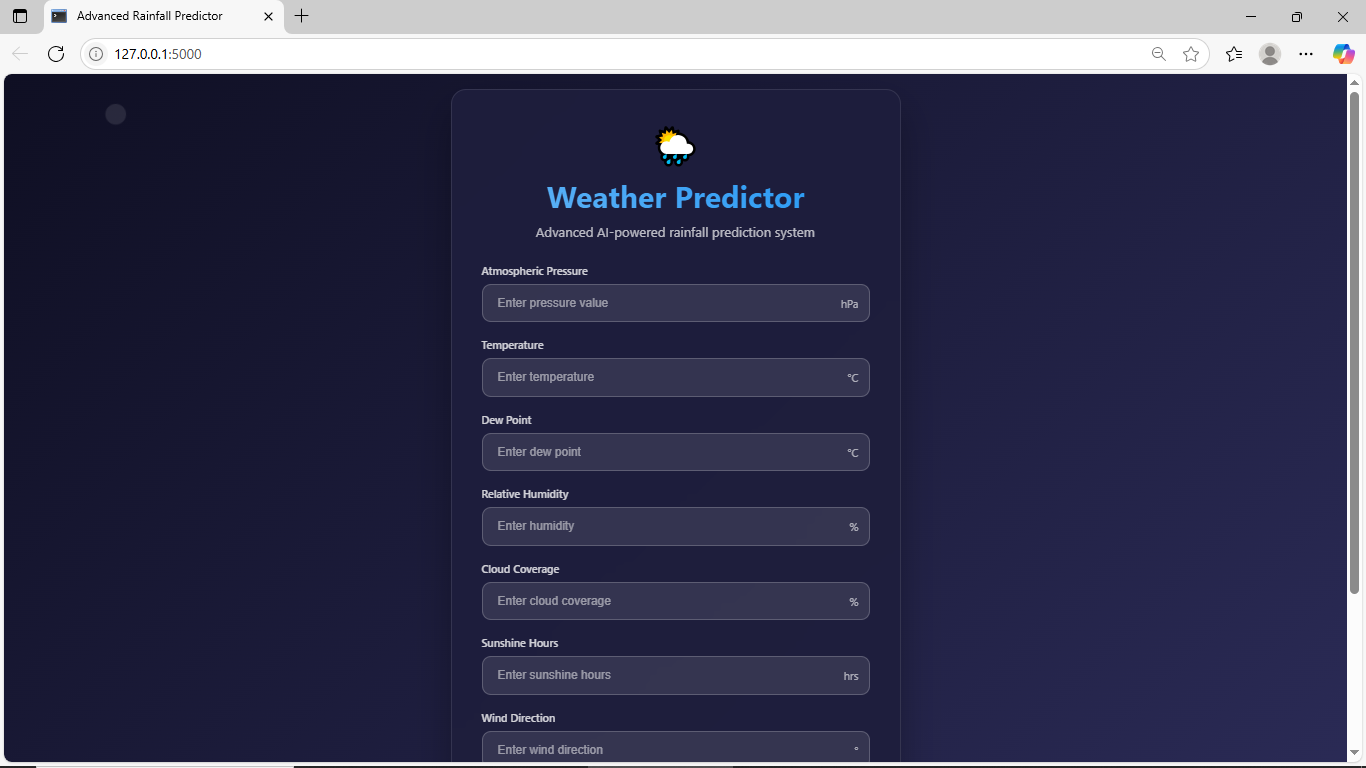 Advanced Rainfall Predictor
127.0.0.1:5000
Weather Predictor
Advanced AI-powered rainfall prediction system
Atmospheric Pressure
Enter pressure value hPa
Temperature
Enter temperature °C
Dew Point
Enter dew point °C
Relative Humidity
Enter humidity %
Cloud Coverage
Enter cloud coverage %
Sunshine Hours
Enter sunshine hours hrs
Wind Direction
Enter wind direction °